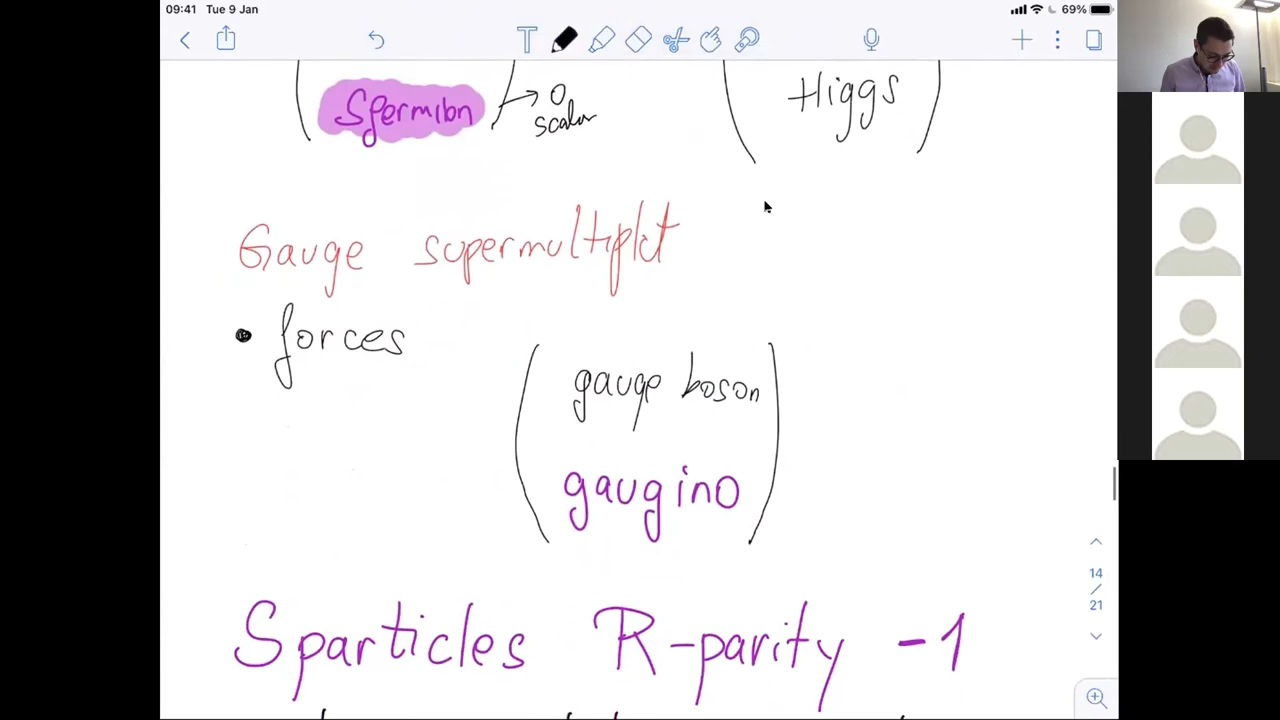 09:41 Tue 9 Jan 69%
Sfermion → 0
scalar
Higgs
Gauge supermultiplet
• forces
gauge boson
gaugino
14
/
21
Sparticles R-parity -1